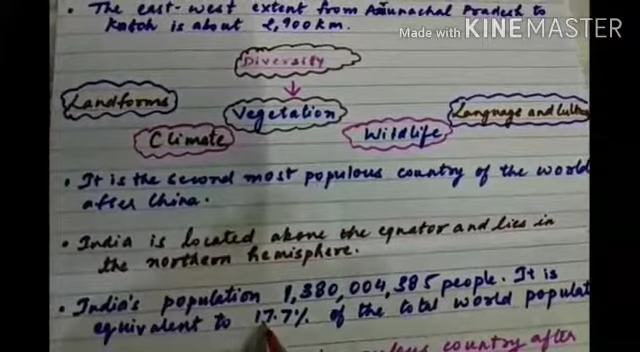 Made with KINEMASTER
• The east-west extent from Arunachal Pradesh to
Kutch is about 2,900 km.
Diversity
Landforms
Vegetation
Language and Cultu
Climate
Wildlife
• It is the second most populous country of the world
after China.
• India is located above the equator and lies in
the northern hemisphere.
• India's population 1,380,004,385 people. It is
equivalent to 17.7% of the total world populat
country after